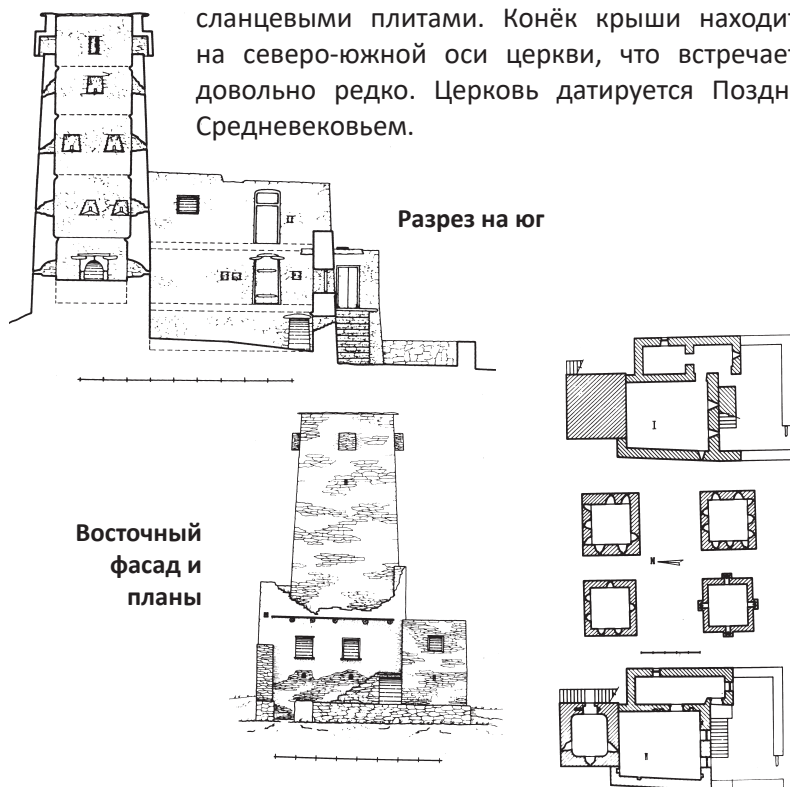 сланцевыми плитами. Конёк крыши находит
на северо-южной оси церкви, что встречает
довольно редко. Церковь датируется Поздн
Средневековьем.
Разрез на юг
I
Восточный
фасад и
планы
N
II